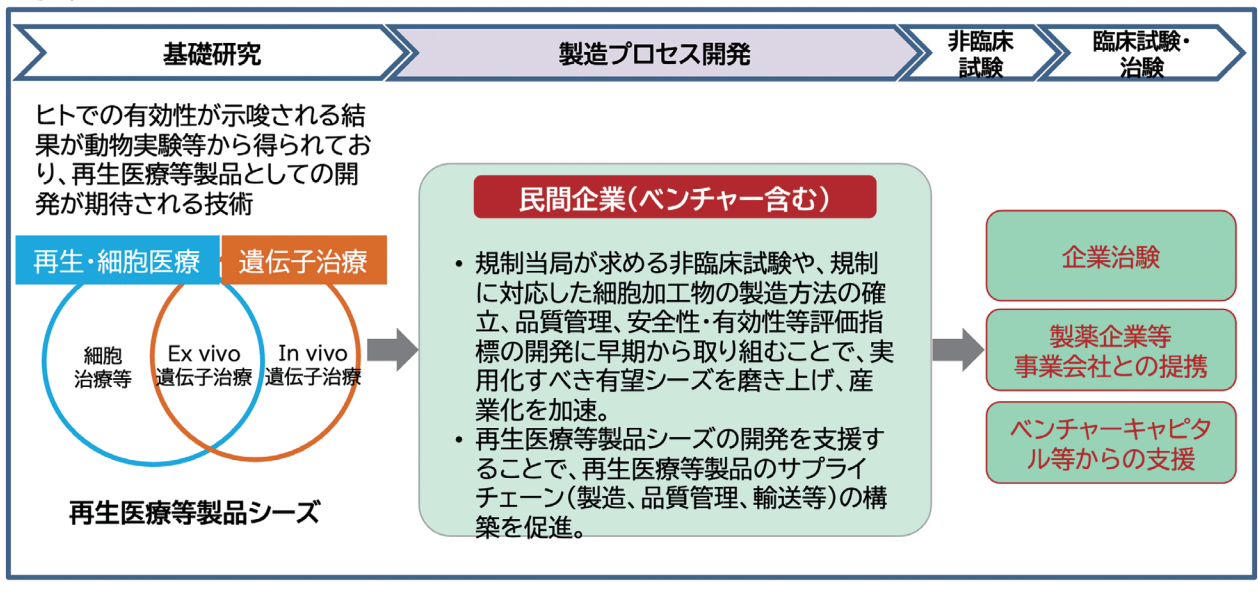 基礎研究
製造プロセス開発
非臨床
試験
臨床試験・
治験
ヒトでの有効性が示唆される結
果が動物実験等から得られてお
り、再生医療等製品としての開
発が期待される技術
再生・細胞医療
遺伝子治療
細胞
治療等
Ex vivo
遺伝子治療
In vivo
遺伝子治療
再生医療等製品シーズ
民間企業(ベンチャー含む)
• 規制当局が求める非臨床試験や、規制
に対応した細胞加工物の製造方法の確
立、品質管理、安全性・有効性等評価指
標の開発に早期から取り組むことで、実
用化すべき有望シーズを磨き上げ、産
業化を加速。
• 再生医療等製品シーズの開発を支援す
ることで、再生医療等製品のサプライ
チェーン(製造、品質管理、輸送等)の構
築を促進。
企業治験
製薬企業等
事業会社との提携
ベンチャーキャピタ
ル等からの支援